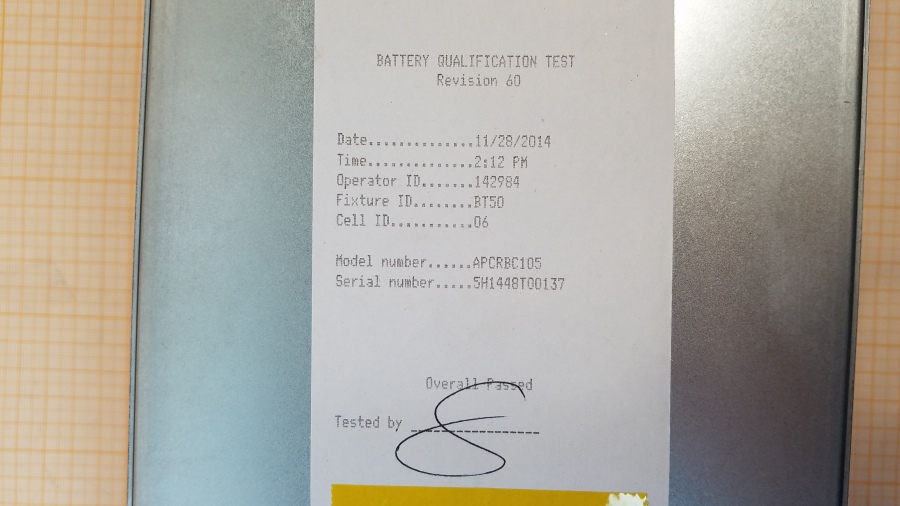 BATTERY QUALIFICATION TEST
Revision 60
Date...............11/28/2014
Time...............2:12 PM
Operator ID.......142984
Fixture ID........BT50
Cell ID...........06
Model number......APCRBC105
Serial number.....5H1448T00137
Overall Passed
Tested by